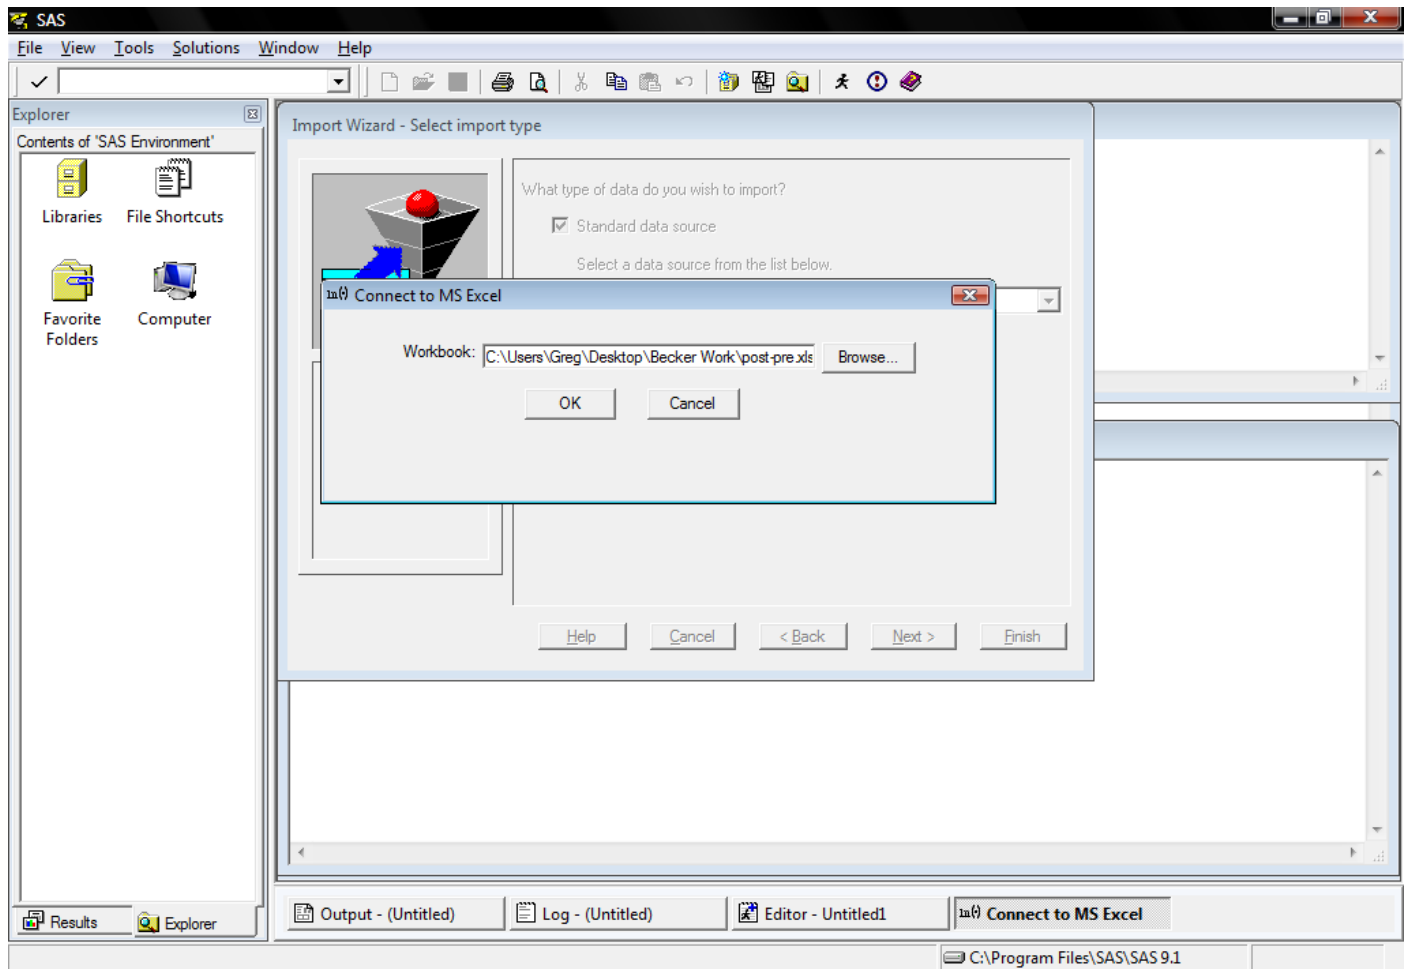 SAS
File View Tools Solutions Window Help
Explorer
Contents of 'SAS Environment'
Libraries File Shortcuts
Favorite Folders Computer
Import Wizard - Select import type
What type of data do you wish to import?
Standard data source
Select a data source from the list below.
Connect to MS Excel
Workbook: C:\Users\Greg\Desktop\Becker Work\post-pre.xls Browse...
OK Cancel
Help Cancel < Back Next > Finish
Results Explorer
Output - (Untitled) Log - (Untitled) Editor - Untitled1 Connect to MS Excel
C:\Program Files\SAS\SAS 9.1